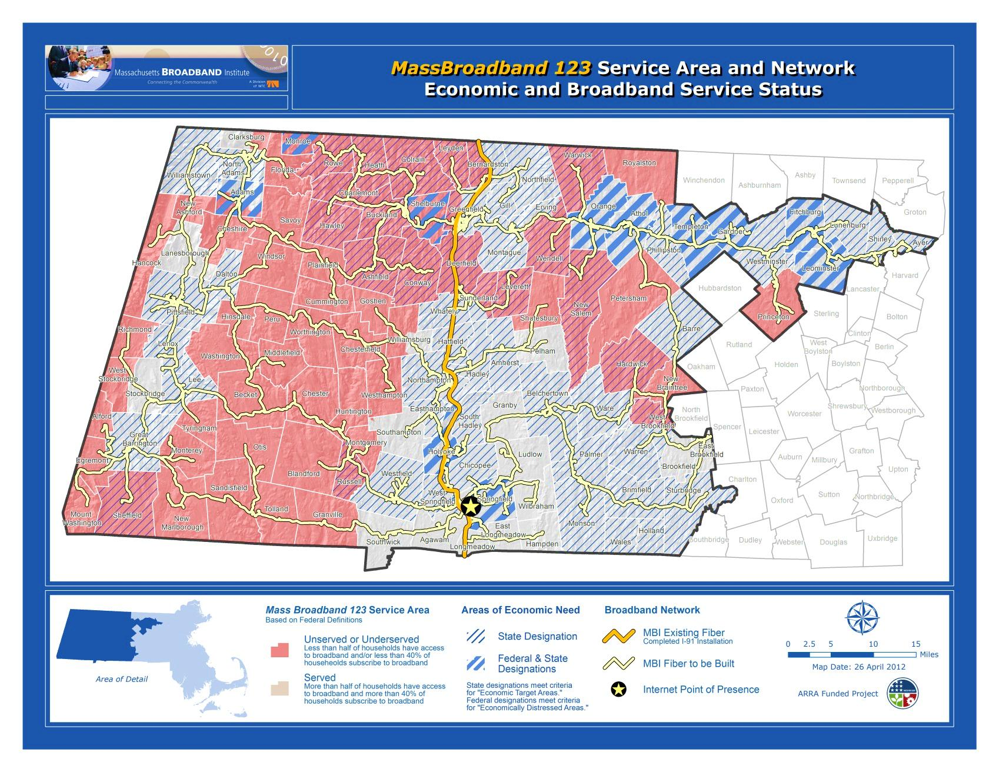 Massachusetts BROADBAND Institute
Connecting the Commonwealth
A Division
of MTC
MassBroadband 123 Service Area and Network
Economic and Broadband Service Status
Clarksburg
Monroe
Leyden
Rowe
Heath
Colrain
Bernardston
Warwick
Royalston
Winchendon
Ashburnham
Ashby
Townsend
Pepperell
Williamstown
North
Adams
Florida
Northfield
Adams
Charlemont
Shelburne
Greenfield
Gill
Erving
Orange
Athol
Fitchburg
Groton
New
Ashford
Buckland
Cheshire
Savoy
Hawley
Templeton
Gardner
Lunenburg
Shirley
Ayer
Lanesborough
Hancock
Windsor
Plainfield
Deerfield
Montague
Wendell
Phillipston
Westminster
Leominster
Dalton
Ashfield
Conway
Leverett
Hubbardston
Lancaster
Harvard
Pittsfield
Cummington
Goshen
Sunderland
New
Salem
Petersham
Whately
Princeton
Sterling
Bolton
Hinsdale
Peru
Shutesbury
Richmond
Worthington
Barre
Clinton
Lenox
Williamsburg
Hatfield
Chesterfield
Pelham
Rutland
West
Boylston
Berlin
Washington
Middlefield
Amherst
Hardwick
Oakham
Holden
Boylston
West
Stockbridge
Lee
Northampton
Hadley
New
Braintree
Stockbridge
Becket
Chester
Westhampton
Belchertown
Paxton
Northborough
Huntington
Easthampton
Granby
Ware
North
Brookfield
Worcester
Shrewsbury
Westborough
Alford
Tyringham
South
Hadley
West
Brookfield
Spencer
Leicester
Great
Barrington
Southampton
Montgomery
Otis
Monterey
Holyoke
Ludlow
Palmer
Warren
East
Brookfield
Auburn
Millbury
Grafton
Egremont
Chicopee
Brookfield
Upton
Blandford
Westfield
Russell
Charlton
Sandisfield
West
Springfield
Springfield
Brimfield
Sturbridge
Sutton
Northbridge
Oxford
Mount
Washington
Sheffield
New
Marlborough
Tolland
Granville
Wilbraham
Monson
Holland
East
Longmeadow
Southwick
Agawam
Longmeadow
Hampden
Wales
Southbridge
Dudley
Webster
Douglas
Uxbridge
Area of Detail
Mass Broadband 123 Service Area
Based on Federal Definitions
Unserved or Underserved
Less than half of households have access
to broadband and/or less than 40% of
househeolds subscribe to broadband
Served
More than half of households have access
to broadband and more than 40% of
households subscribe to broadband
Areas of Economic Need
State Designation
Federal & State
Designations
State designations meet criteria
for "Economic Target Areas."
Federal designations meet criteria
for "Economically Distressed Areas."
Broadband Network
MBI Existing Fiber
Completed I-91 Installation
MBI Fiber to be Built
Internet Point of Presence
0 2.5 5 10 15
Miles
Map Date: 26 April 2012
ARRA Funded Project